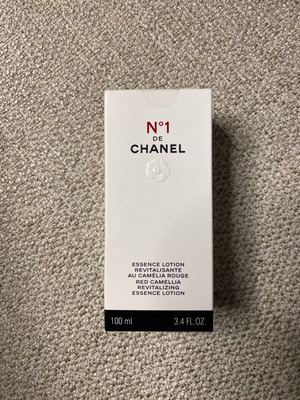 N°1
DE
CHANEL
ESSENCE LOTION
REVITALISANTE
AU CAMÉLIA ROUGE
RED CAMELLIA
REVITALIZING
ESSENCE LOTION
100 ml 3.4 FL.OZ.